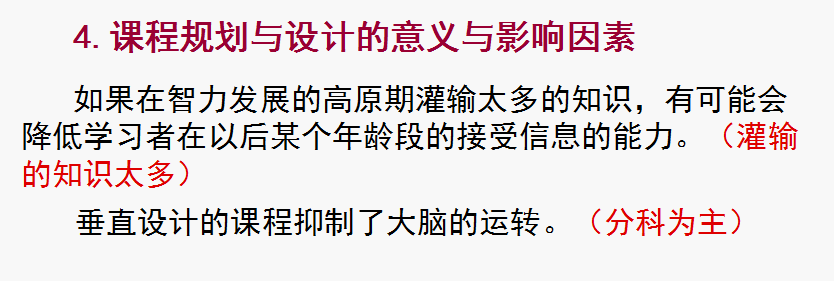 4. 课程规划与设计的意义与影响因素
如果在智力发展的高原期灌输太多的知识，有可能会
降低学习者在以后某个年龄段的接受信息的能力。（灌输
的知识太多）
垂直设计的课程抑制了大脑的运转。（分科为主）